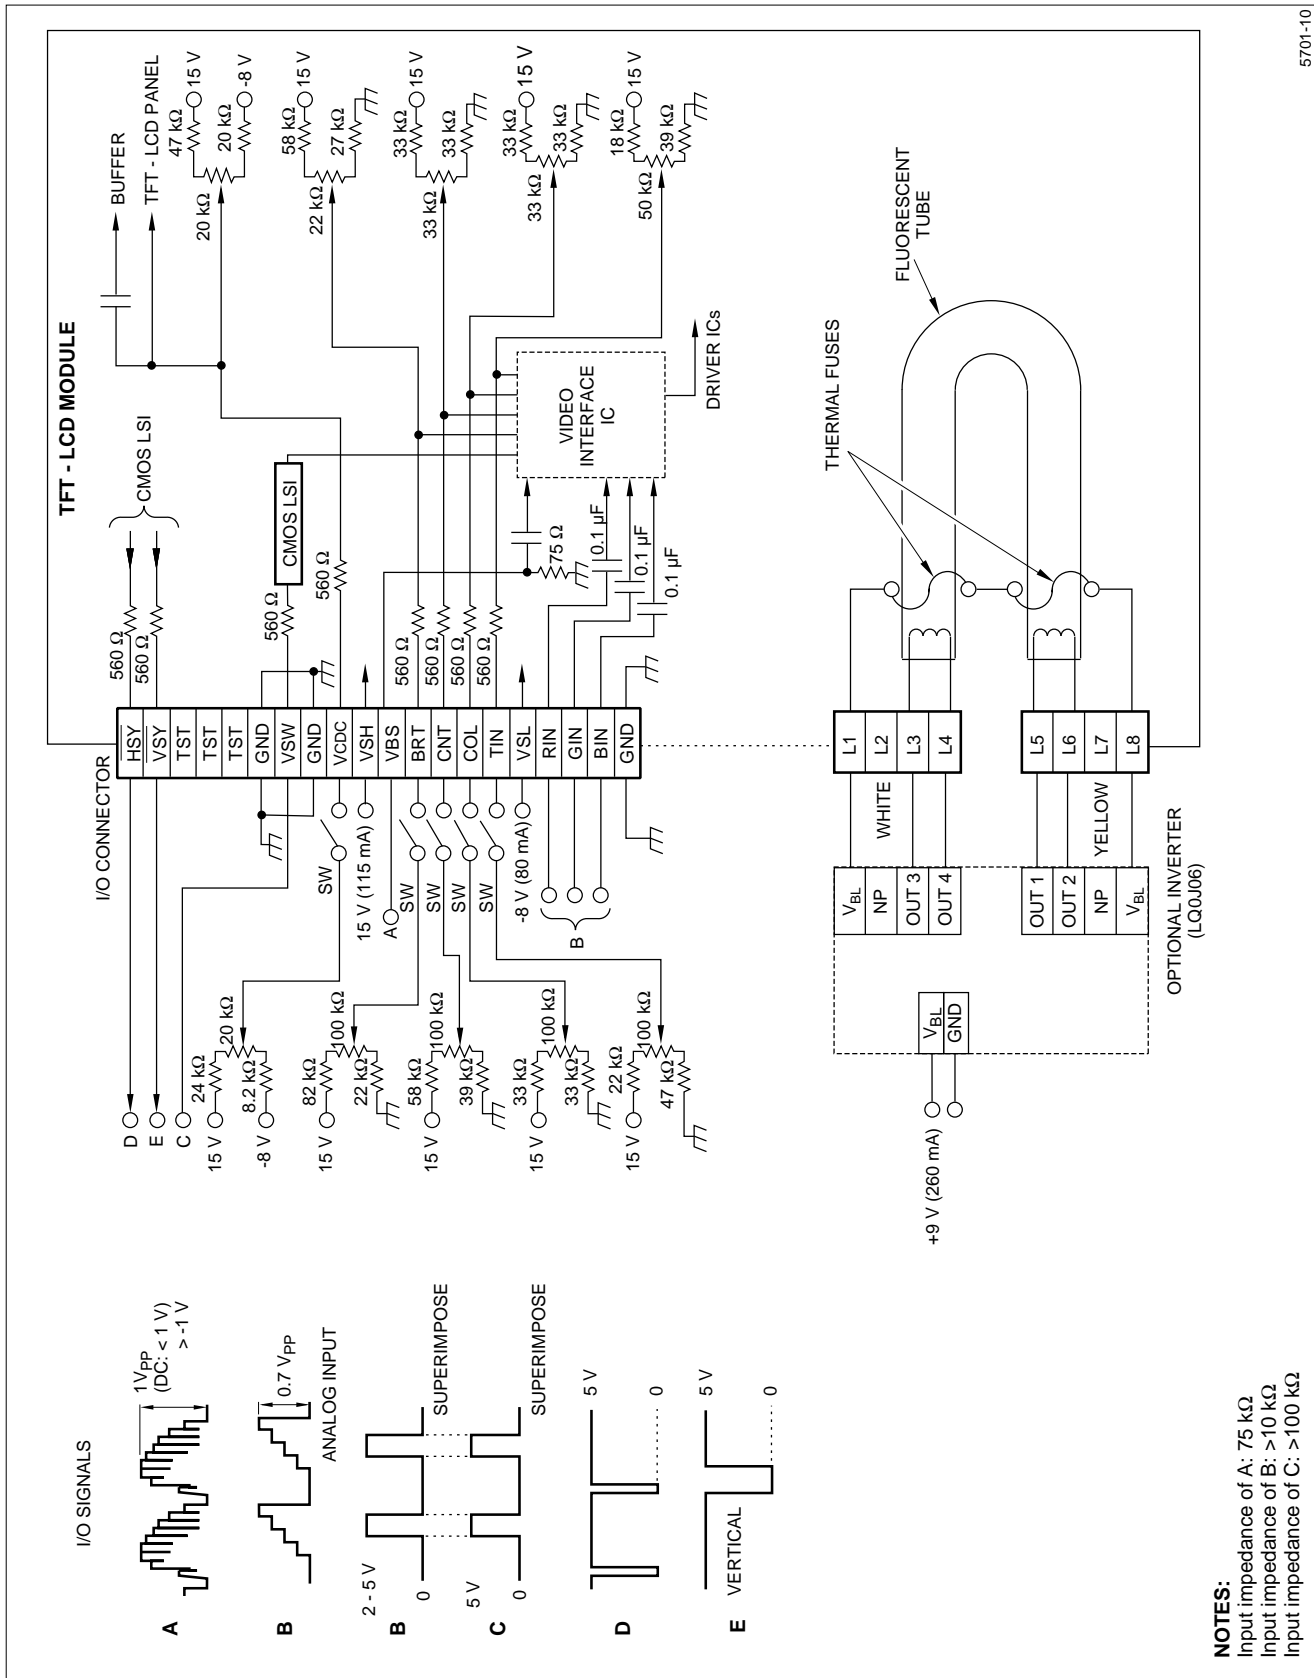 TFT - LCD MODULE
I/O CONNECTOR
HSY
VSY
TST
TST
TST
GND
VSW
GND
VCDC
VSH
VBS
BRT
CNT
COL
TIN
VSL
RIN
GIN
BIN
GND
560 Ω
560 Ω
CMOS LSI
560 Ω
CMOS LSI
560 Ω
560 Ω
560 Ω
560 Ω
560 Ω
75 Ω
0.1 µF
0.1 µF
0.1 µF
VIDEO
INTERFACE
IC
DRIVER ICs
BUFFER
TFT - LCD PANEL
47 kΩ
15 V
20 kΩ
20 kΩ
-8 V
58 kΩ
15 V
22 kΩ
27 kΩ
33 kΩ
15 V
33 kΩ
33 kΩ
33 kΩ
15 V
33 kΩ
33 kΩ
18 kΩ
15 V
50 kΩ
39 kΩ
D
E
C
15 V
24 kΩ
20 kΩ
-8 V
8.2 kΩ
SW
15 V (115 mA)
A
SW
SW
SW
SW
-8 V (80 mA)
B
15 V
82 kΩ
100 kΩ
22 kΩ
15 V
58 kΩ
100 kΩ
39 kΩ
15 V
33 kΩ
100 kΩ
33 kΩ
15 V
22 kΩ
100 kΩ
47 kΩ
L1
L2
L3
L4
L5
L6
L7
L8
WHITE
YELLOW
VBL
NP
OUT 3
OUT 4
OUT 1
OUT 2
NP
VBL
VBL
GND
+9 V (260 mA)
OPTIONAL INVERTER
(LQ0J06)
THERMAL FUSES
FLUORESCENT
TUBE
I/O SIGNALS
A
1VPP
(DC: < 1 V)
> -1 V
B
0.7 VPP
ANALOG INPUT
B
2 - 5 V
0
SUPERIMPOSE
C
5 V
0
SUPERIMPOSE
D
5 V
0
E
VERTICAL
5 V
0
NOTES:
Input impedance of A: 75 kΩ
Input impedance of B: >10 kΩ
Input impedance of C: >100 kΩ
5701-10